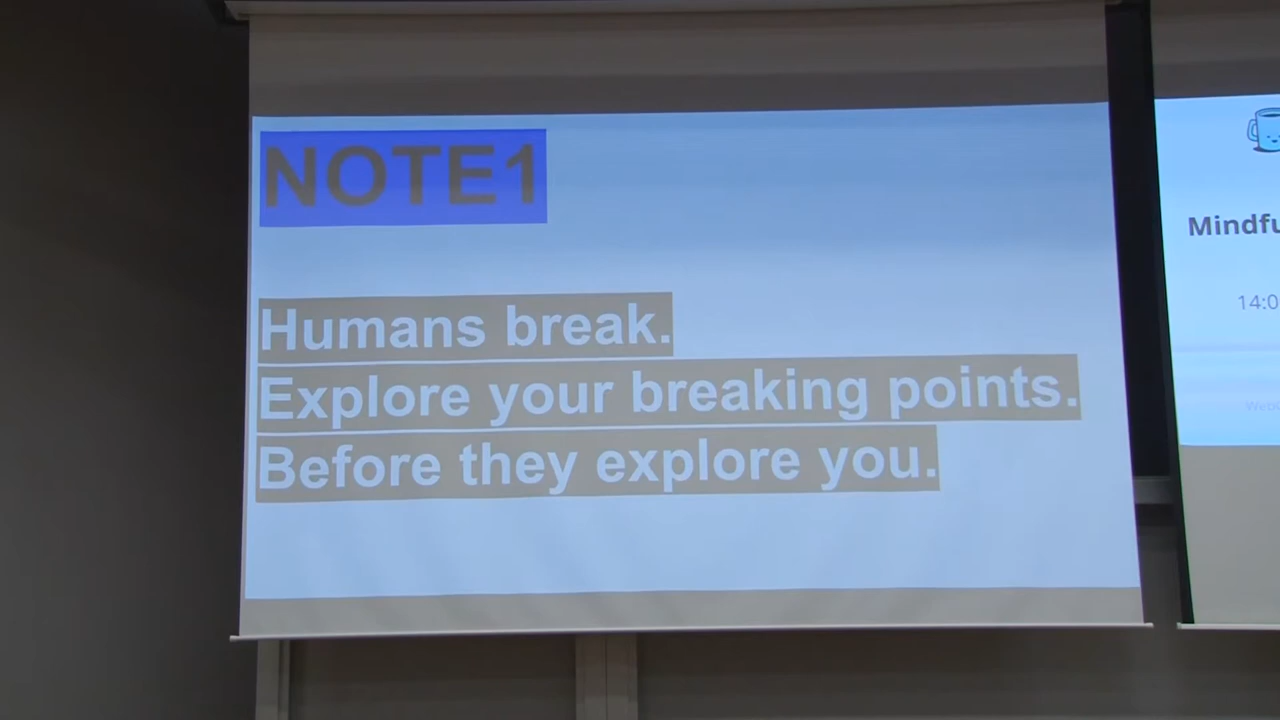 NOTE1
Humans break.
Explore your breaking points.
Before they explore you.
Mindfu
14:0